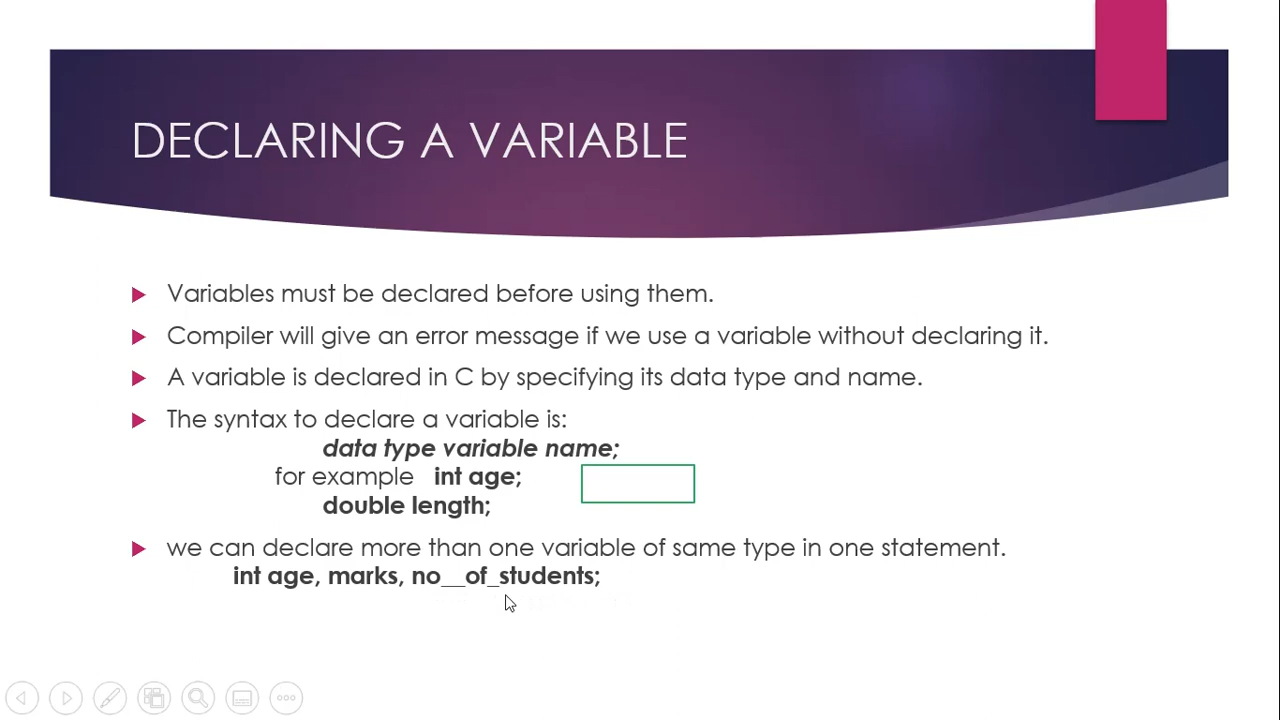 DECLARING A VARIABLE
Variables must be declared before using them.
Compiler will give an error message if we use a variable without declaring it.
A variable is declared in C by specifying its data type and name.
The syntax to declare a variable is:
data type variable name;
for example int age;
double length;
we can declare more than one variable of same type in one statement.
int age, marks, no__of_students;